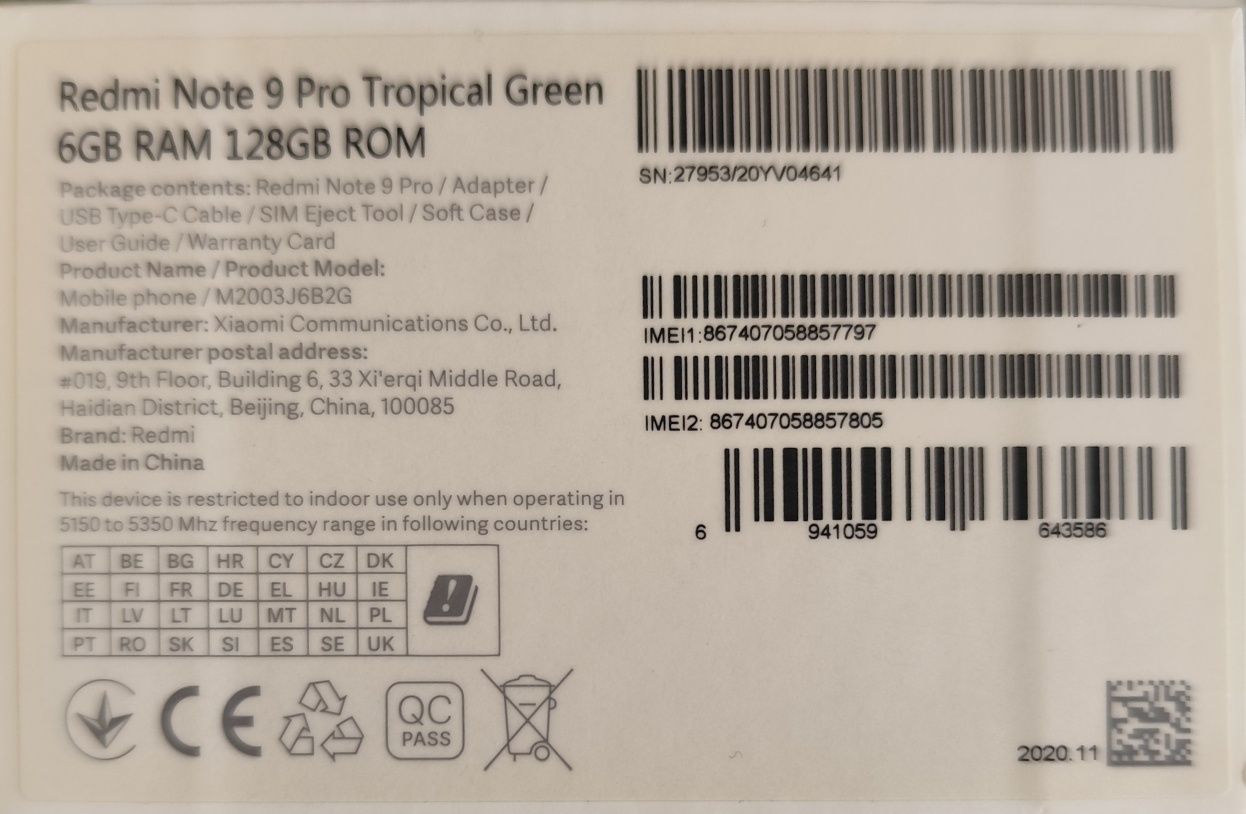 Redmi Note 9 Pro Tropical Green
6GB RAM 128GB ROM
Package contents: Redmi Note 9 Pro / Adapter /
USB Type-C Cable / SIM Eject Tool / Soft Case /
User Guide / Warranty Card
Product Name / Product Model:
Mobile phone / M2003J6B2G
Manufacturer: Xiaomi Communications Co., Ltd.
Manufacturer postal address:
#019, 9th Floor, Building 6, 33 Xi'erqi Middle Road,
Haidian District, Beijing, China, 100085
Brand: Redmi
Made in China
This device is restricted to indoor use only when operating in
5150 to 5350 Mhz frequency range in following countries:
AT BE BG HR CY CZ DK
EE FI FR DE EL HU IE
IT LV LT LU MT NL PL
PT RO SK SI ES SE UK
CE
QC
PASS
SN:27953/20YV04641
IMEI1:867407058857797
IMEI2: 867407058857805
6 941059 643586
2020.11